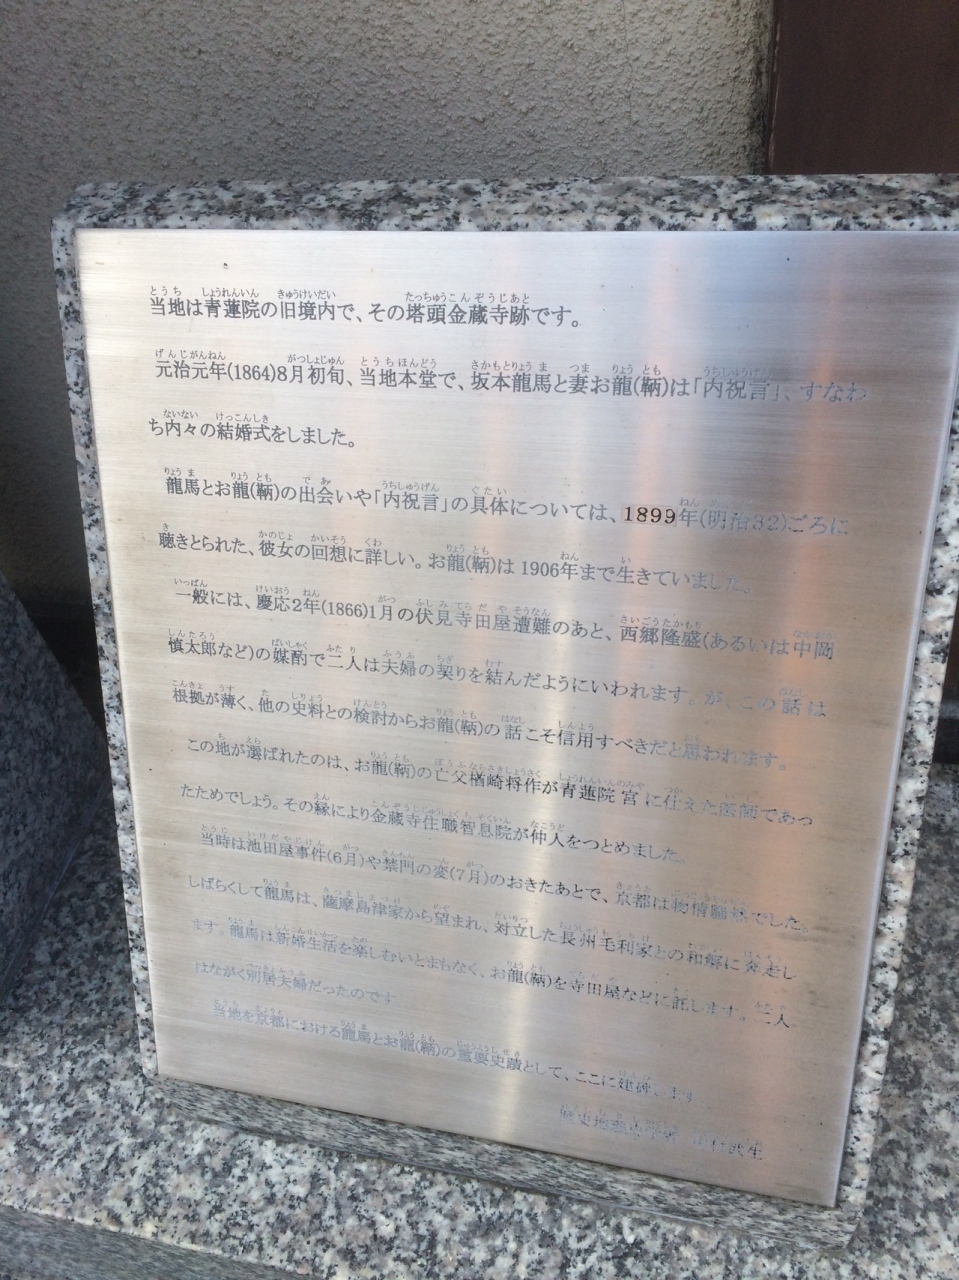 当地は青蓮院の旧境内で、その塔頭金蔵寺跡です。
元治元年(1864)8月初旬、当地本堂で、坂本龍馬と妻お龍(鞆)は「内祝言」、すなわ
ち内々の結婚式をしました。
龍馬とお龍(鞆)の出会いや「内祝言」の具体については、1899年(明治32)ごろに
聴きとられた、彼女の回想に詳しい。お龍(鞆)は1906年まで生きていました。
一般には、慶応2年(1866)1月の伏見寺田屋遭難のあと、西郷隆盛(あるいは中岡
慎太郎など)の媒酌で二人は夫婦の契りを結んだようにいわれます。が、この話は
根拠が薄く、他の史料との検討からお龍(鞆)の話こそ信用すべきだと思われます。
この地が選ばれたのは、お龍(鞆)の亡父楢崎将作が青蓮院宮に仕えた医師であっ
たためでしょう。その縁により金蔵寺住職智息院が仲人をつとめました。
当時は池田屋事件(6月)や禁門の変(7月)のおきたあとで、京都は物情騒然でした。
しばらくして龍馬は、薩摩島津家から望まれ、対立した長州毛利家との和解に奔走し
ます。龍馬は新婚生活を楽しむいとまもなく、お龍(鞆)を寺田屋などに託します。二人
はながく別居夫婦だったのです
当地を京都における龍馬とお龍(鞆)の重要史蹟として、ここに建碑します
歴史地理研究者 中村武生